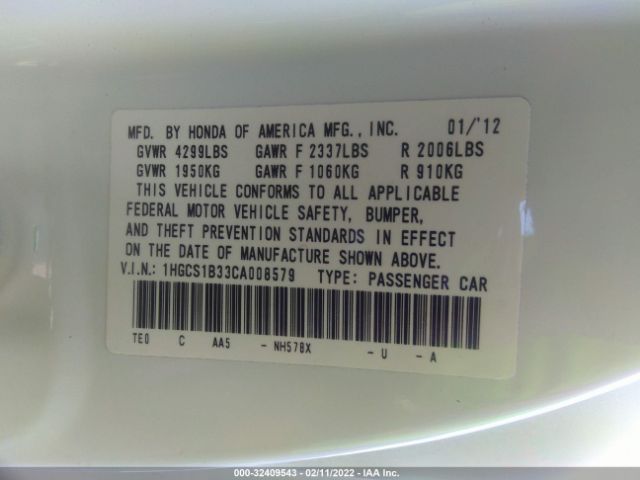 MFD. BY HONDA OF AMERICA MFG., INC. 01/'12
GVWR 4299LBS GAWR F 2337LBS R 2006LBS
GVWR 1950KG GAWR F 1060KG R 910KG
THIS VEHICLE CONFORMS TO ALL APPLICABLE
FEDERAL MOTOR VEHICLE SAFETY, BUMPER,
AND THEFT PREVENTION STANDARDS IN EFFECT
ON THE DATE OF MANUFACTURE SHOWN ABOVE.
V.I.N.: 1HGCS1B33CA008579 TYPE: PASSENGER CAR
TE0 C AA5 - NH578X - U - A
000-32409543 - 02/11/2022 - IAA Inc.